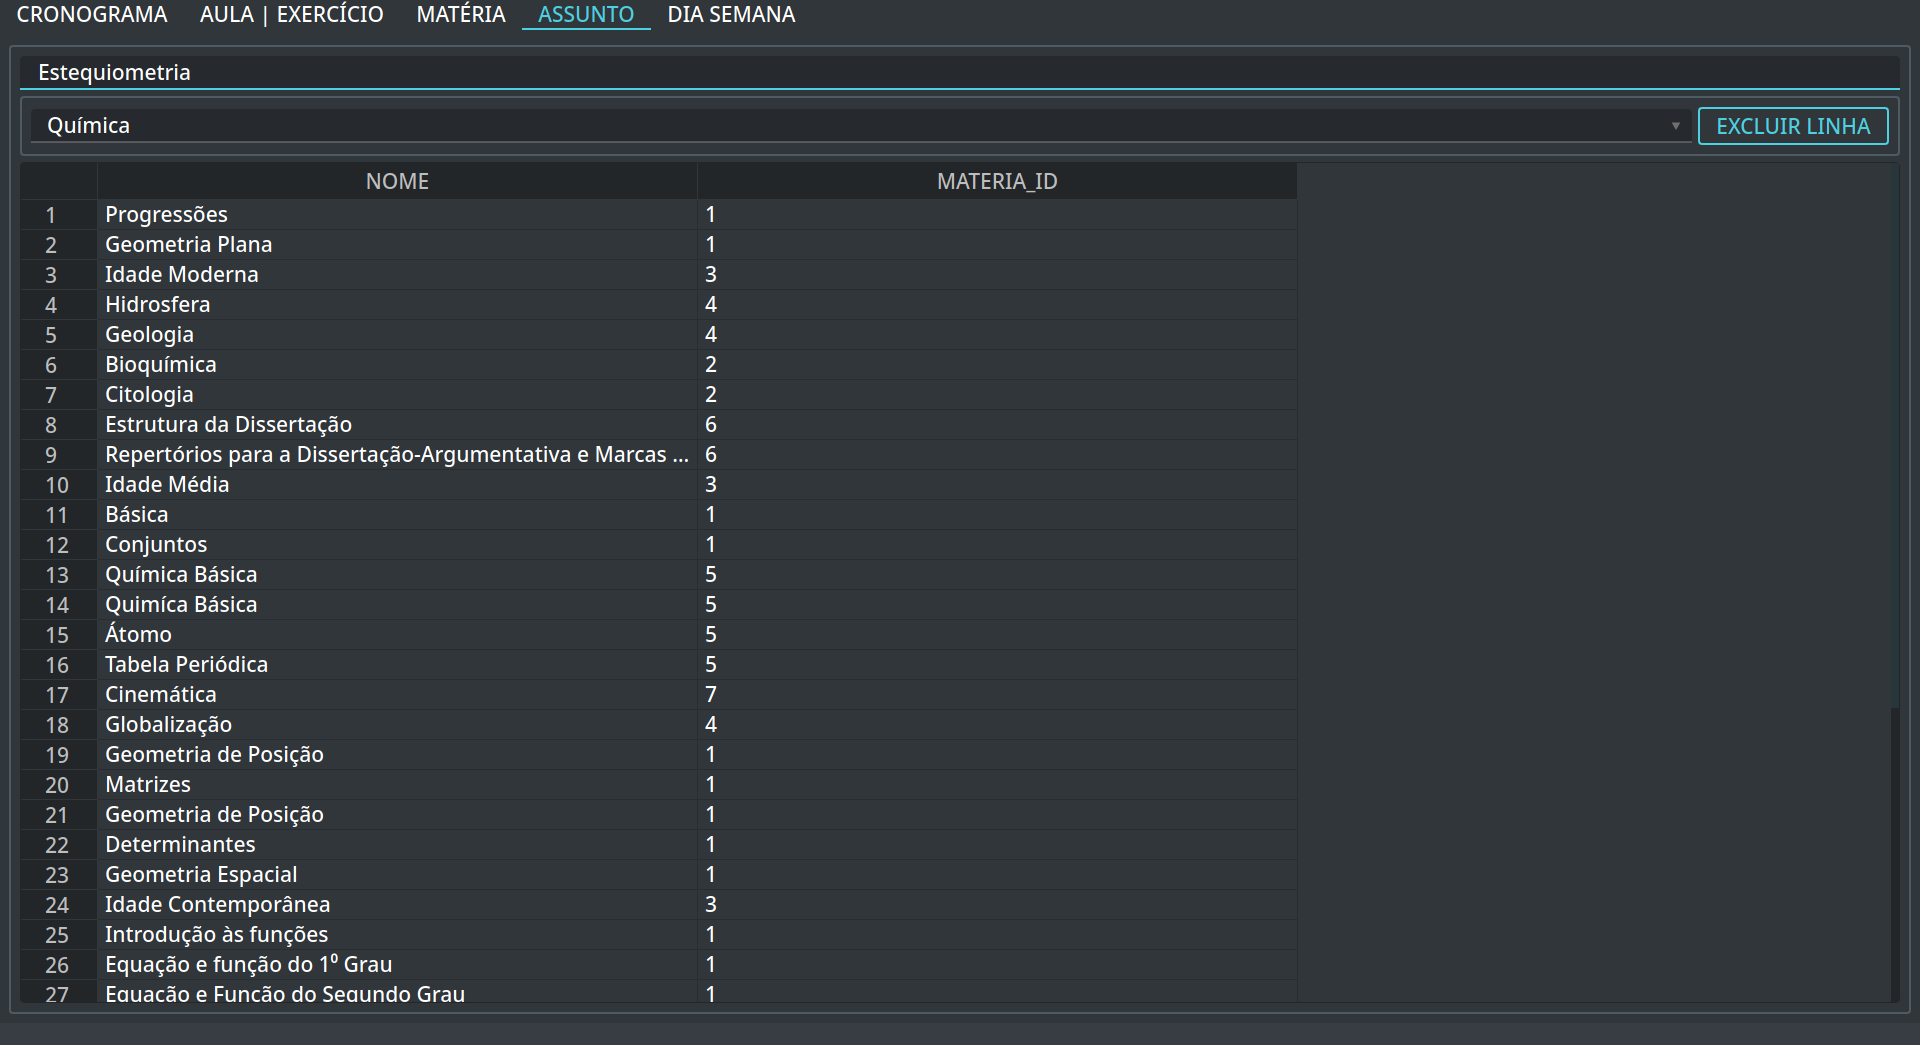 CRONOGRAMA AULA | EXERCÍCIO MATÉRIA ASSUNTO DIA SEMANA
Estequiometria
Química EXCLUIR LINHA
NOME MATERIA_ID
1 Progressões 1
2 Geometria Plana 1
3 Idade Moderna 3
4 Hidrosfera 4
5 Geologia 4
6 Bioquímica 2
7 Citologia 2
8 Estrutura da Dissertação 6
9 Repertórios para a Dissertação-Argumentativa e Marcas ... 6
10 Idade Média 3
11 Básica 1
12 Conjuntos 1
13 Química Básica 5
14 Quimíca Básica 5
15 Átomo 5
16 Tabela Periódica 5
17 Cinemática 7
18 Globalização 4
19 Geometria de Posição 1
20 Matrizes 1
21 Geometria de Posição 1
22 Determinantes 1
23 Geometria Espacial 1
24 Idade Contemporânea 3
25 Introdução às funções 1
26 Equação e função do 1⁰ Grau 1
27 Equação e Função do Segundo Grau 1